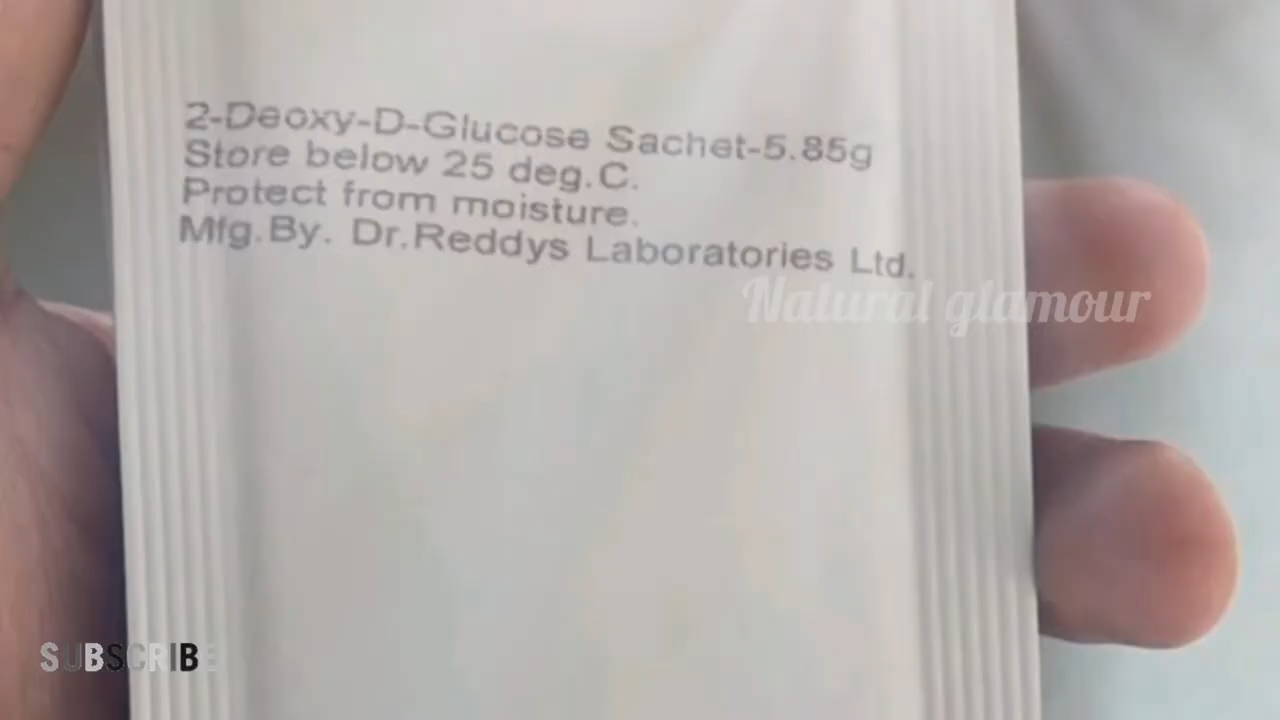 2-Deoxy-D-Glucose Sachet-5.85g
Store below 25 deg.C.
Protect from moisture.
Mfg.By. Dr.Reddys Laboratories Ltd.
Natural glamour
SUBSCRIBE